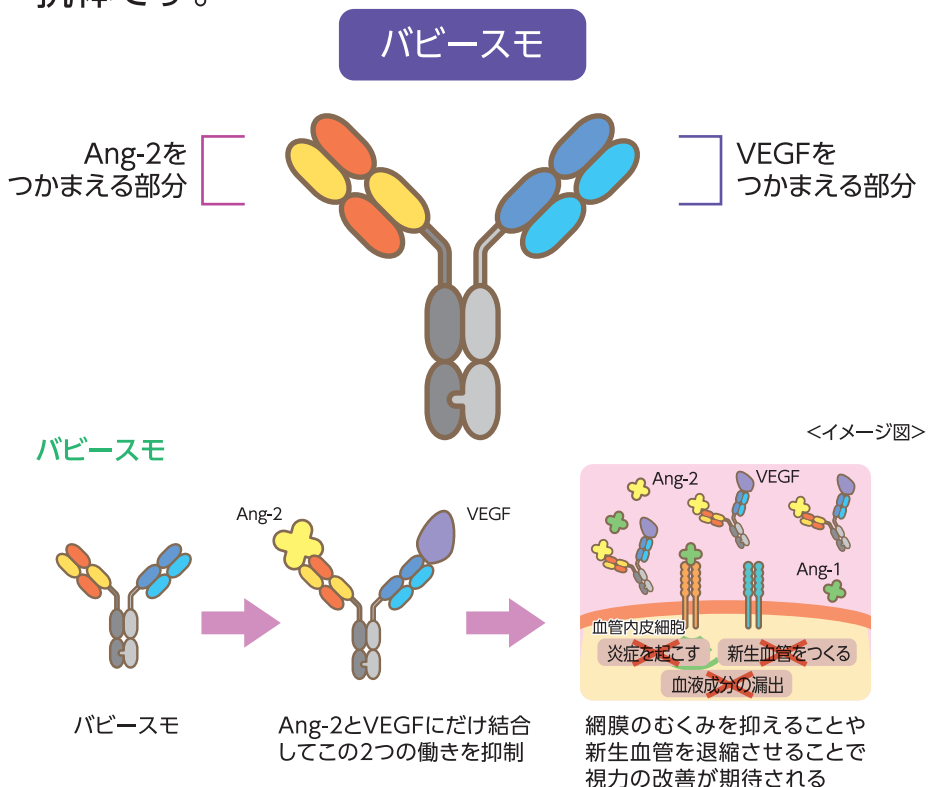 抗体です。
バビースモ
Ang-2を
つかまえる部分
VEGFを
つかまえる部分
<イメージ図>
バビースモ
Ang-2
VEGF
Ang-2
VEGF
Ang-1
血管内皮細胞
炎症を起こす
新生血管をつくる
血液成分の漏出
バビースモ
Ang-2とVEGFにだけ結合
してこの2つの働きを抑制
網膜のむくみを抑えることや
新生血管を退縮させることで
視力の改善が期待される